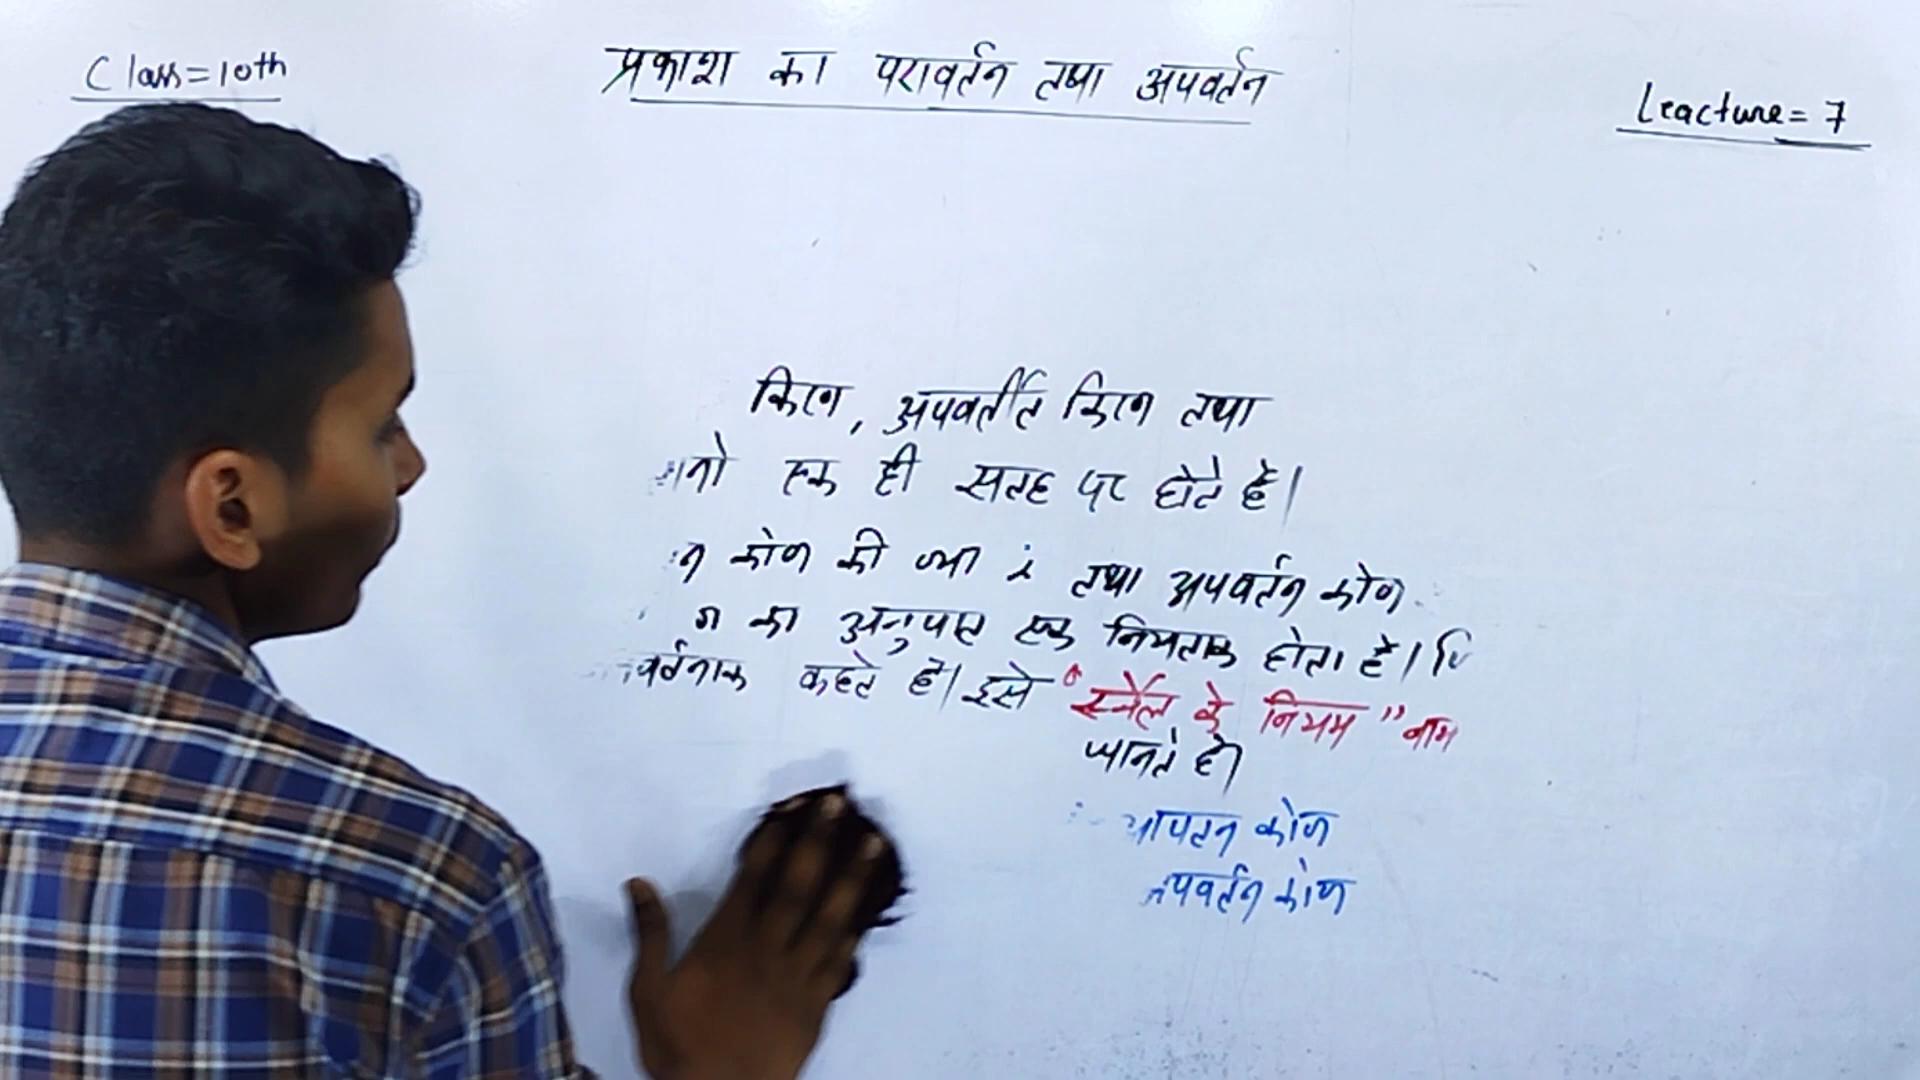 Class=10th
प्रकाश का परावर्तन तथा अपवर्तन
Leacture=7
किरण, अपवर्तीत किरण तथा
नो एक ही सतह पर होते है।
न कोण की ज्या i तथा अपवर्तन कोण
का अनुपात एक नियतांक होता है।
वर्तनाक कहते है। इसे "स्नेल के नियम" नाम
जानते है।
आपतन कोण
अपवर्तन कोण